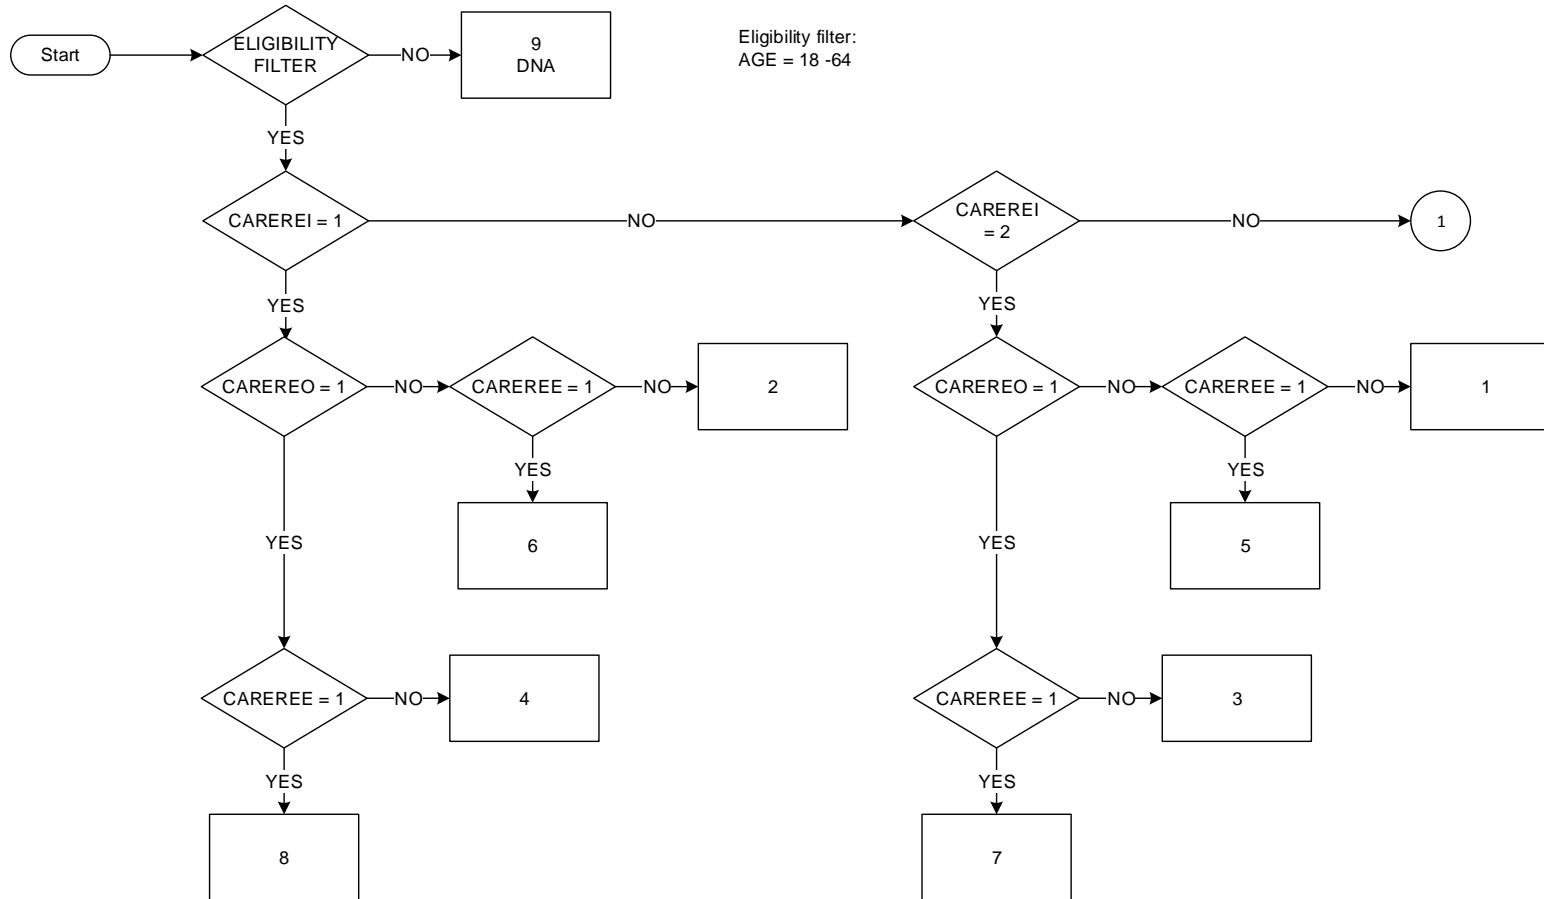 Start
ELIGIBILITY
FILTER
NO
9
DNA
Eligibility filter:
AGE = 18 -64
YES
CAREREI = 1
NO
CAREREI
= 2
NO
1
YES
YES
CAREREO = 1
NO
CAREREE = 1
NO
2
CAREREO = 1
NO
CAREREE = 1
NO
1
YES
YES
6
5
YES
YES
CAREREE = 1
NO
4
CAREREE = 1
NO
3
YES
YES
8
7